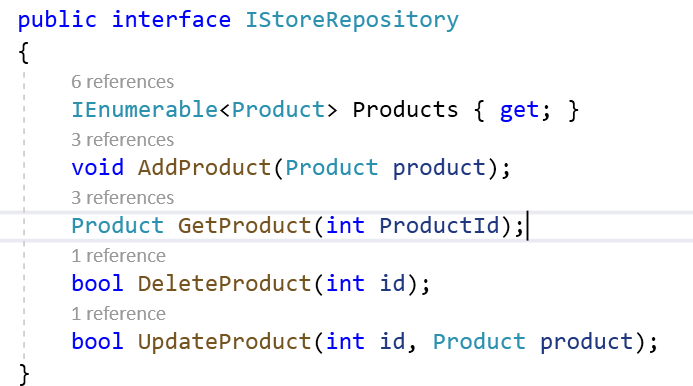 public interface IStoreRepository
{
6 references
IEnumerable<Product> Products { get; }
3 references
void AddProduct(Product product);
3 references
Product GetProduct(int ProductId);
1 reference
bool DeleteProduct(int id);
1 reference
bool UpdateProduct(int id, Product product);
}